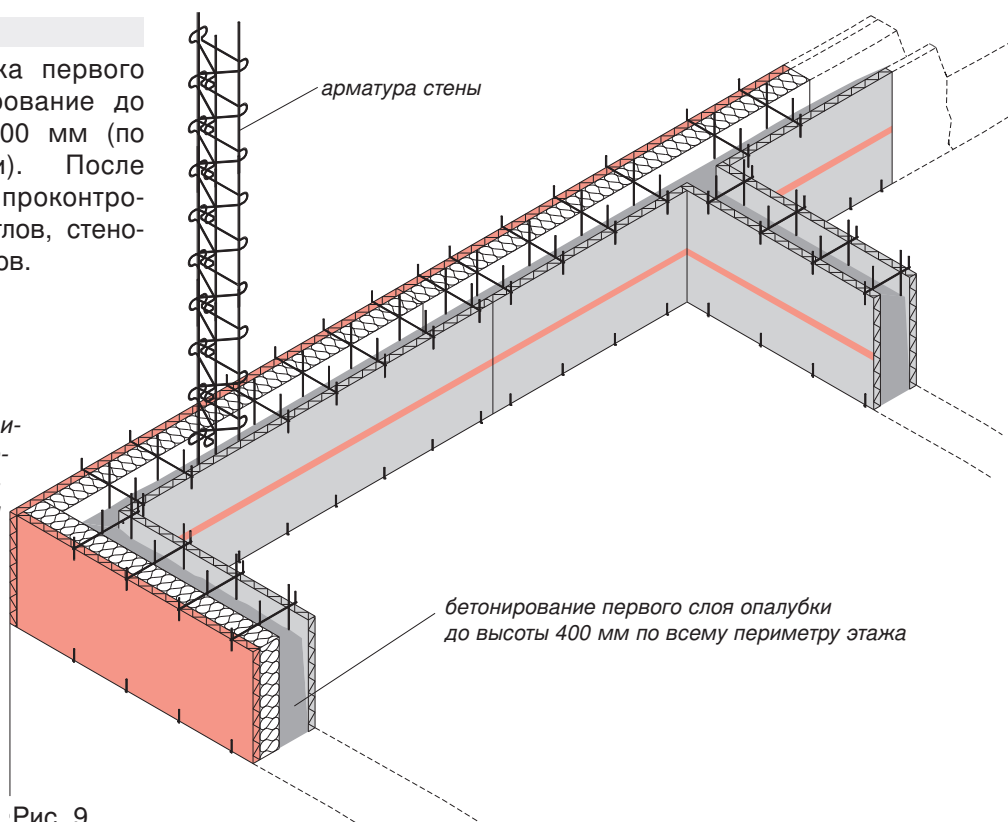 ка первого
рование до
00 мм (по
и). После
проконтро-
лов, стено-
ов.
арматура стены
и-
-
бетонирование первого слоя опалубки
до высоты 400 мм по всему периметру этажа
Рис. 9